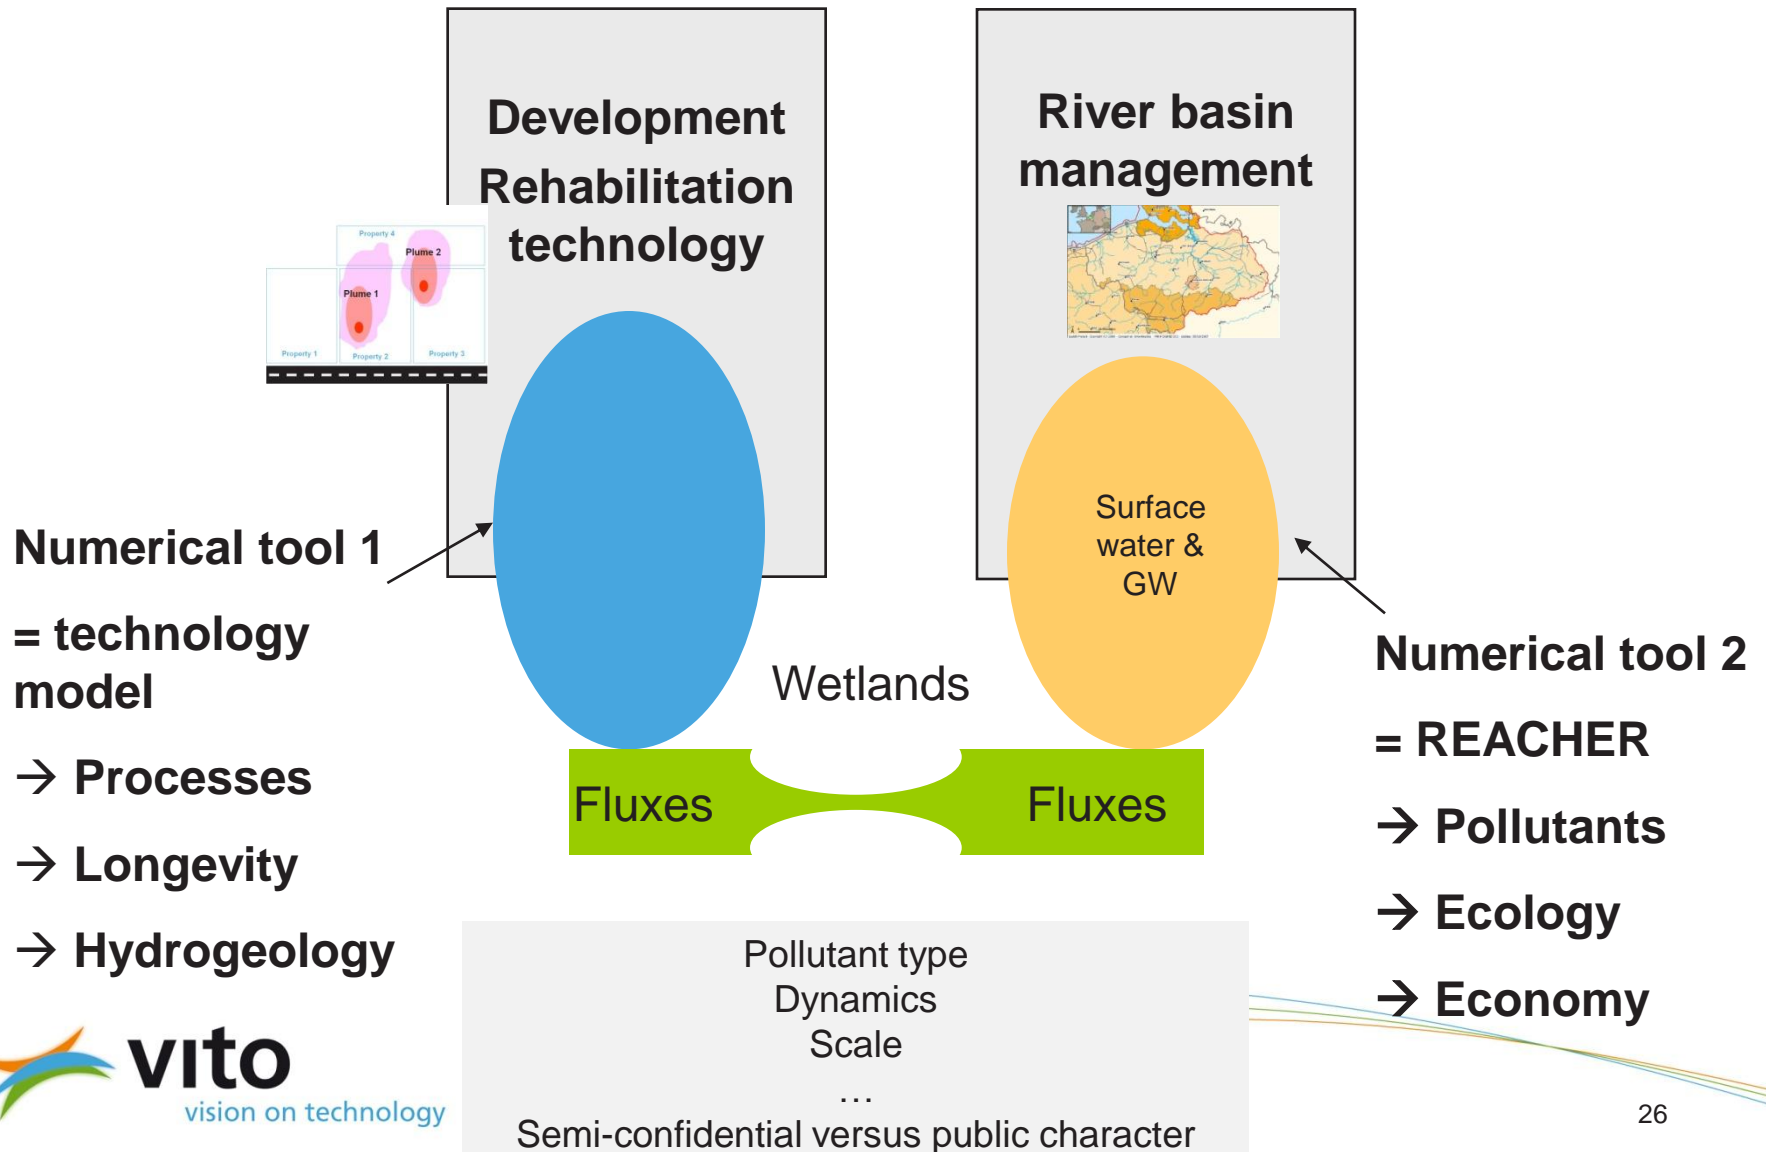 Development
Rehabilitation
technology
River basin
management
Property 4
Plume 2
Plume 1
Property 1
Property 2
Property 3
Surface
water &
GW
Numerical tool 1
= technology
model
→ Processes
→ Longevity
→ Hydrogeology
Wetlands
Fluxes
Fluxes
Numerical tool 2
= REACHER
→ Pollutants
→ Ecology
→ Economy
Pollutant type
Dynamics
Scale
…
Semi-confidential versus public character
vito
vision on technology
26